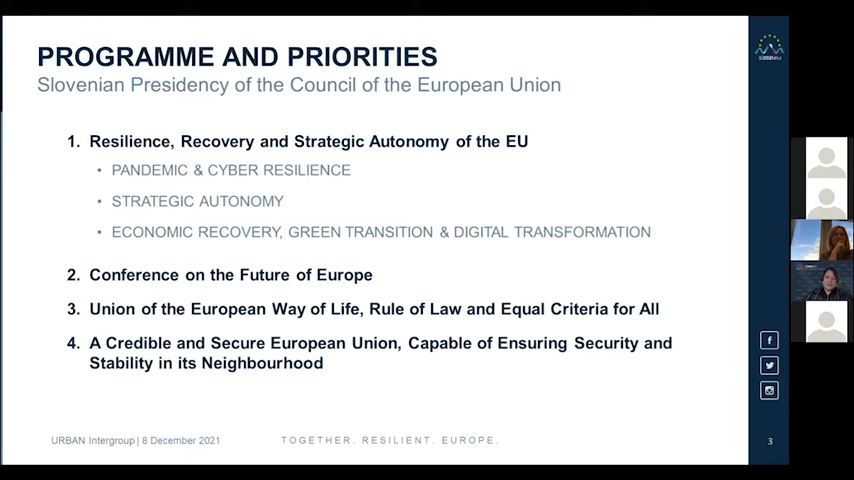 PROGRAMME AND PRIORITIES
Slovenian Presidency of the Council of the European Union
1. Resilience, Recovery and Strategic Autonomy of the EU
• PANDEMIC & CYBER RESILIENCE
• STRATEGIC AUTONOMY
• ECONOMIC RECOVERY, GREEN TRANSITION & DIGITAL TRANSFORMATION
2. Conference on the Future of Europe
3. Union of the European Way of Life, Rule of Law and Equal Criteria for All
4. A Credible and Secure European Union, Capable of Ensuring Security and
Stability in its Neighbourhood
URBAN Intergroup | 8 December 2021
TOGETHER. RESILIENT. EUROPE.
3
si2021.eu